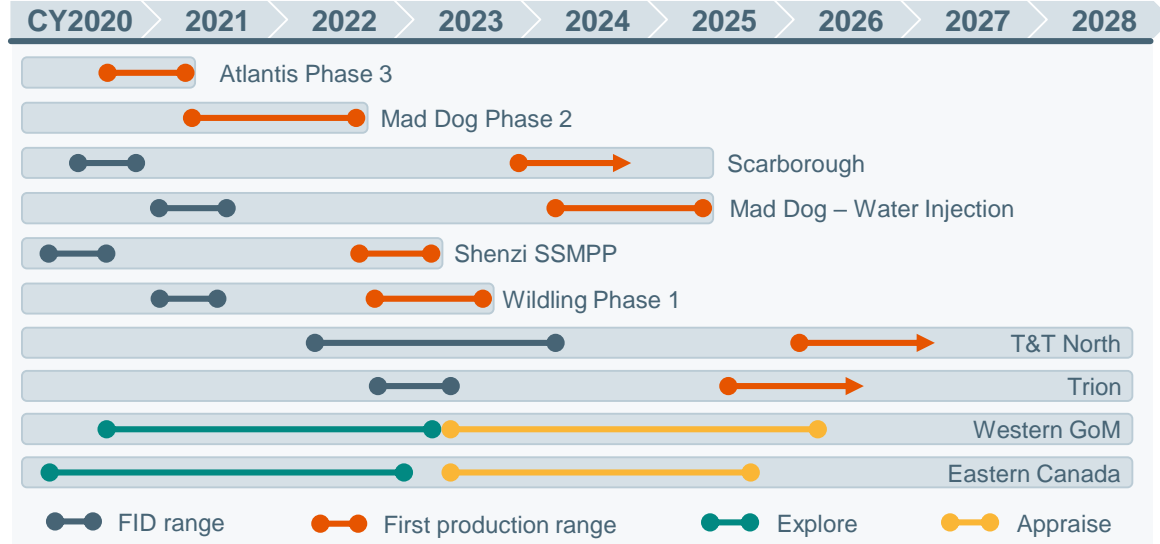 CY2020 2021 2022 2023 2024 2025 2026 2027 2028
Atlantis Phase 3
Mad Dog Phase 2
Scarborough
Mad Dog – Water Injection
Shenzi SSMPP
Wildling Phase 1
T&T North
Trion
Western GoM
Eastern Canada
FID range First production range Explore Appraise